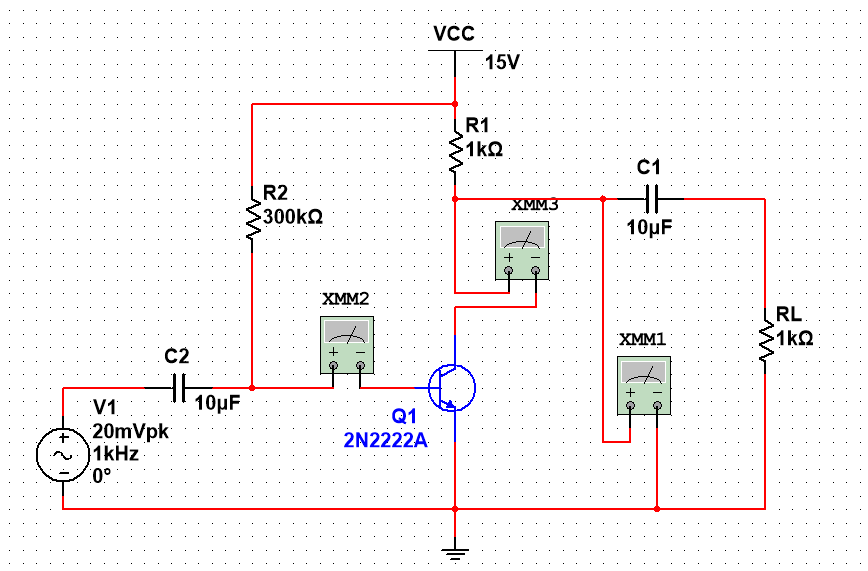 VCC
15V
R1
1kΩ
C1
10µF
R2
300kΩ
XMM3
+ −
XMM2
+ −
RL
1kΩ
XMM1
+ −
C2
10µF
V1
20mVpk
1kHz
0°
+
−
Q1
2N2222A